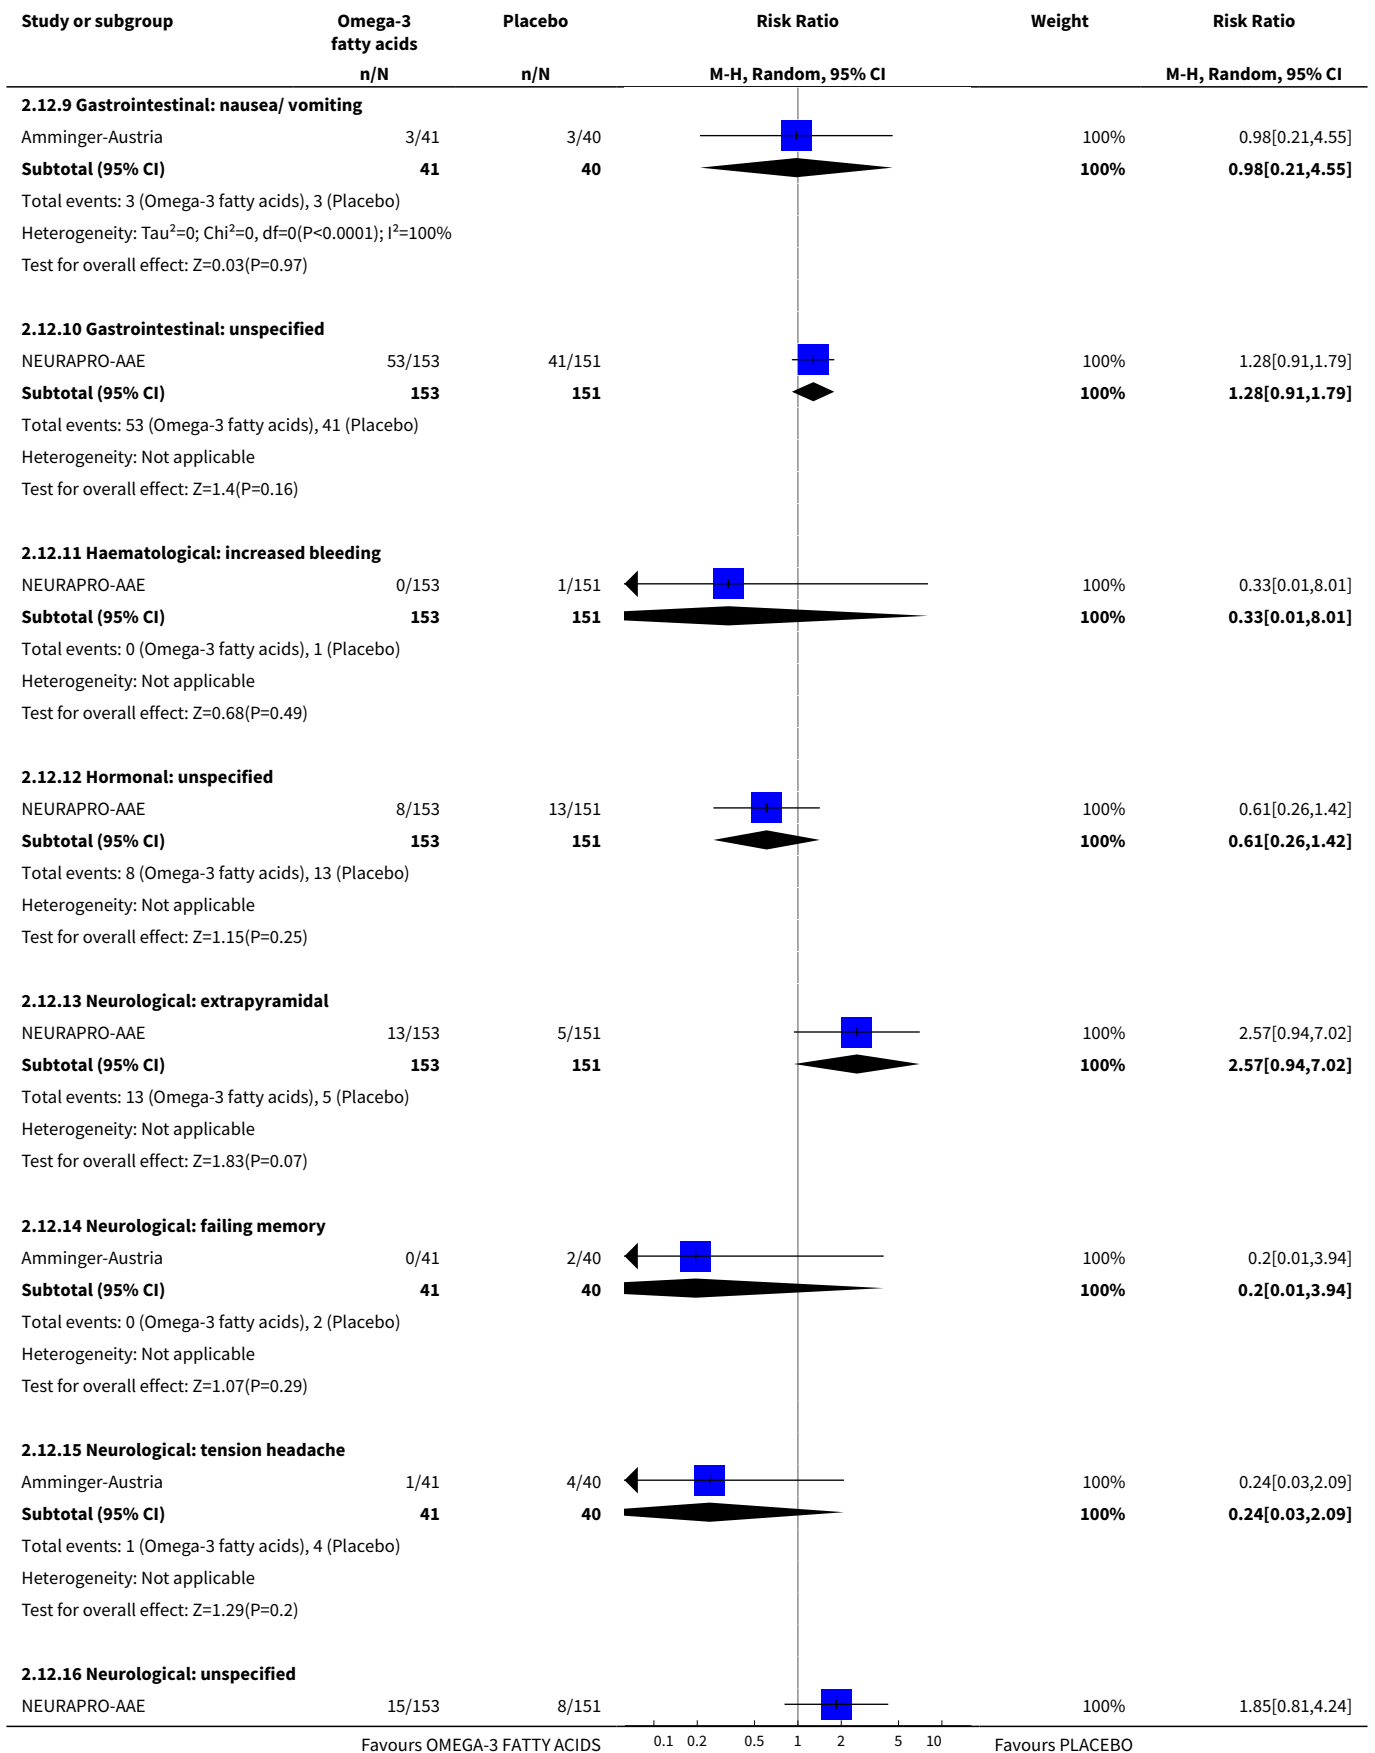 Study or subgroup Omega-3 fatty acids Placebo Risk Ratio Weight Risk Ratio
n/N n/N M-H, Random, 95% CI M-H, Random, 95% CI
2.12.9 Gastrointestinal: nausea/ vomiting
Amminger-Austria 3/41 3/40 100% 0.98[0.21,4.55]
Subtotal (95% CI) 41 40 100% 0.98[0.21,4.55]
Total events: 3 (Omega-3 fatty acids), 3 (Placebo)
Heterogeneity: Tau²=0; Chi²=0, df=0(P<0.0001); I²=100%
Test for overall effect: Z=0.03(P=0.97)
2.12.10 Gastrointestinal: unspecified
NEURAPRO-AAE 53/153 41/151 100% 1.28[0.91,1.79]
Subtotal (95% CI) 153 151 100% 1.28[0.91,1.79]
Total events: 53 (Omega-3 fatty acids), 41 (Placebo)
Heterogeneity: Not applicable
Test for overall effect: Z=1.4(P=0.16)
2.12.11 Haematological: increased bleeding
NEURAPRO-AAE 0/153 1/151 100% 0.33[0.01,8.01]
Subtotal (95% CI) 153 151 100% 0.33[0.01,8.01]
Total events: 0 (Omega-3 fatty acids), 1 (Placebo)
Heterogeneity: Not applicable
Test for overall effect: Z=0.68(P=0.49)
2.12.12 Hormonal: unspecified
NEURAPRO-AAE 8/153 13/151 100% 0.61[0.26,1.42]
Subtotal (95% CI) 153 151 100% 0.61[0.26,1.42]
Total events: 8 (Omega-3 fatty acids), 13 (Placebo)
Heterogeneity: Not applicable
Test for overall effect: Z=1.15(P=0.25)
2.12.13 Neurological: extrapyramidal
NEURAPRO-AAE 13/153 5/151 100% 2.57[0.94,7.02]
Subtotal (95% CI) 153 151 100% 2.57[0.94,7.02]
Total events: 13 (Omega-3 fatty acids), 5 (Placebo)
Heterogeneity: Not applicable
Test for overall effect: Z=1.83(P=0.07)
2.12.14 Neurological: failing memory
Amminger-Austria 0/41 2/40 100% 0.2[0.01,3.94]
Subtotal (95% CI) 41 40 100% 0.2[0.01,3.94]
Total events: 0 (Omega-3 fatty acids), 2 (Placebo)
Heterogeneity: Not applicable
Test for overall effect: Z=1.07(P=0.29)
2.12.15 Neurological: tension headache
Amminger-Austria 1/41 4/40 100% 0.24[0.03,2.09]
Subtotal (95% CI) 41 40 100% 0.24[0.03,2.09]
Total events: 1 (Omega-3 fatty acids), 4 (Placebo)
Heterogeneity: Not applicable
Test for overall effect: Z=1.29(P=0.2)
2.12.16 Neurological: unspecified
NEURAPRO-AAE 15/153 8/151 100% 1.85[0.81,4.24]
Favours OMEGA-3 FATTY ACIDS 0.1 0.2 0.5 1 2 5 10 Favours PLACEBO